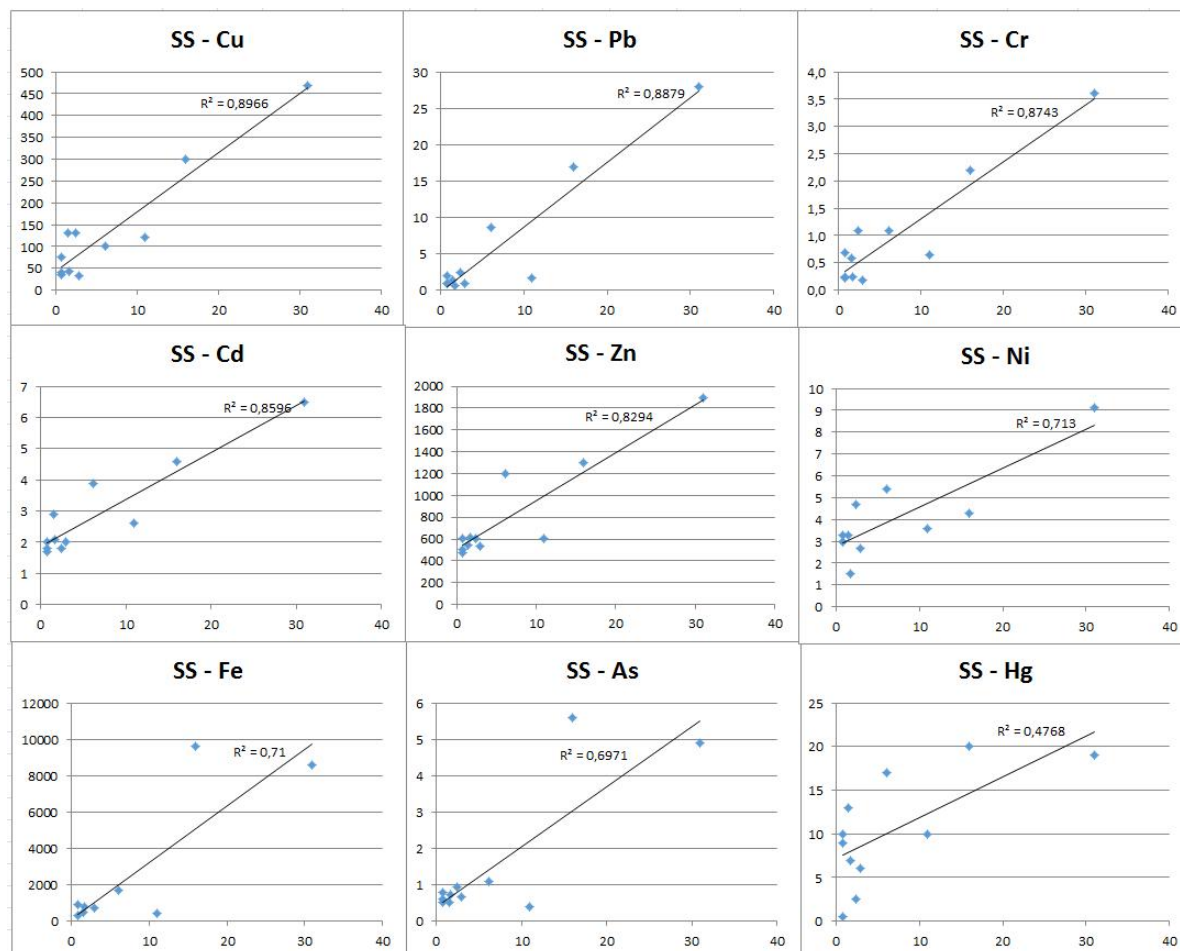 SS - Cu
500
450
400
350
300
250
200
150
100
50
0
R² = 0,8966
0 10 20 30 40
SS - Pb
30
25
20
15
10
5
0
R² = 0,8879
0 10 20 30 40
SS - Cr
4,0
3,5
3,0
2,5
2,0
1,5
1,0
0,5
0,0
R² = 0,8743
0 10 20 30 40
SS - Cd
7
6
5
4
3
2
1
0
R² = 0,8596
0 10 20 30 40
SS - Zn
2000
1800
1600
1400
1200
1000
800
600
400
200
0
R² = 0,8294
0 10 20 30 40
SS - Ni
10
9
8
7
6
5
4
3
2
1
0
R² = 0,713
0 10 20 30 40
SS - Fe
12000
10000
8000
6000
4000
2000
0
R² = 0,71
0 10 20 30 40
SS - As
6
5
4
3
2
1
0
R² = 0,6971
0 10 20 30 40
SS - Hg
25
20
15
10
5
0
R² = 0,4768
0 10 20 30 40